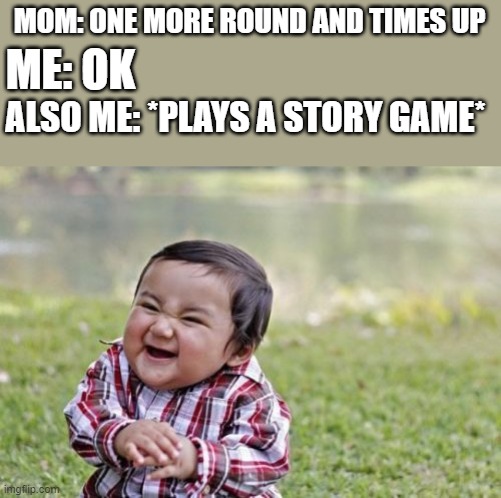 MOM: ONE MORE ROUND AND TIMES UP
ME: OK
ALSO ME: *PLAYS A STORY GAME*
imgflip.com